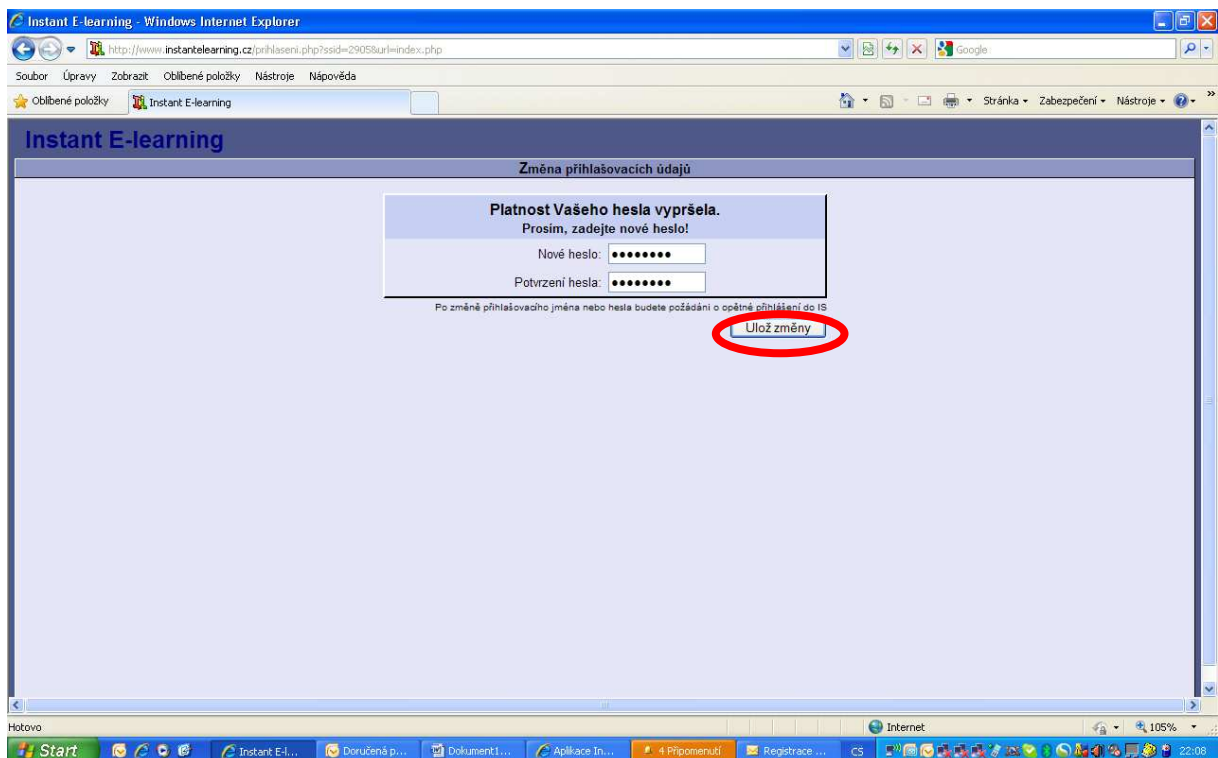 Instant E-learning - Windows Internet Explorer
http://www.instantelearning.cz/prihlaseni.php?ssid=2905&url=index.php
Google
Soubor Úpravy Zobrazit Oblíbené položky Nástroje Nápověda
Oblíbené položky Instant E-learning Stránka Zabezpečení Nástroje
Instant E-learning
Změna přihlašovacích údajů
Platnost Vašeho hesla vypršela.
Prosím, zadejte nové heslo!
Nové heslo: ●●●●●●●●
Potvrzení hesla: ●●●●●●●●
Po změně přihlašovacího jména nebo hesla budete požádáni o opětné přihlášení do IS
Ulož změny
Hotovo Internet 105%
Start Instant E-l... Doručená p... Dokument1... Aplikace In... 4 Připomenutí Registrace ... CS 22:08